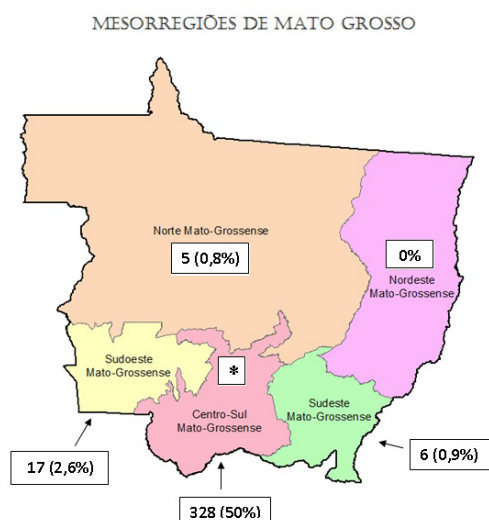 MESORREGIÕES DE MATO GROSSO
Norte Mato-Grossense
5 (0,8%)
0%
Nordeste
Mato-Grossense
Sudoeste
Mato-Grossense
*
Centro-Sul
Mato-Grossense
Sudeste
Mato-Grossense
17 (2,6%)
6 (0,9%)
328 (50%)